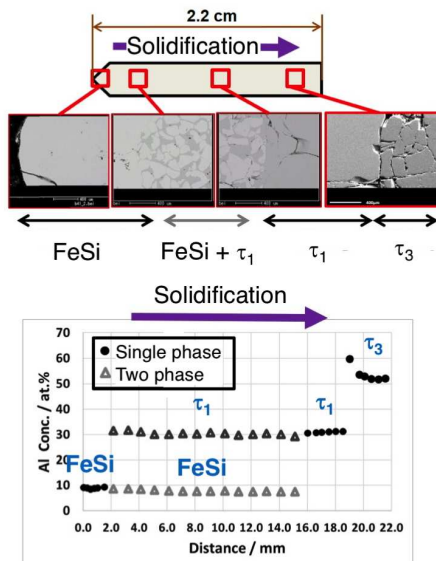 2.2 cm
Solidification
FeSi
FeSi + τ₁
τ₁
τ₃
Solidification
Al Conc. / at.%
70
60
50
40
30
20
10
0
Single phase
Two phase
τ₁
τ₁
τ₃
FeSi
FeSi
0.0 2.0 4.0 6.0 8.0 10.0 12.0 14.0 16.0 18.0 20.0 22.0
Distance / mm